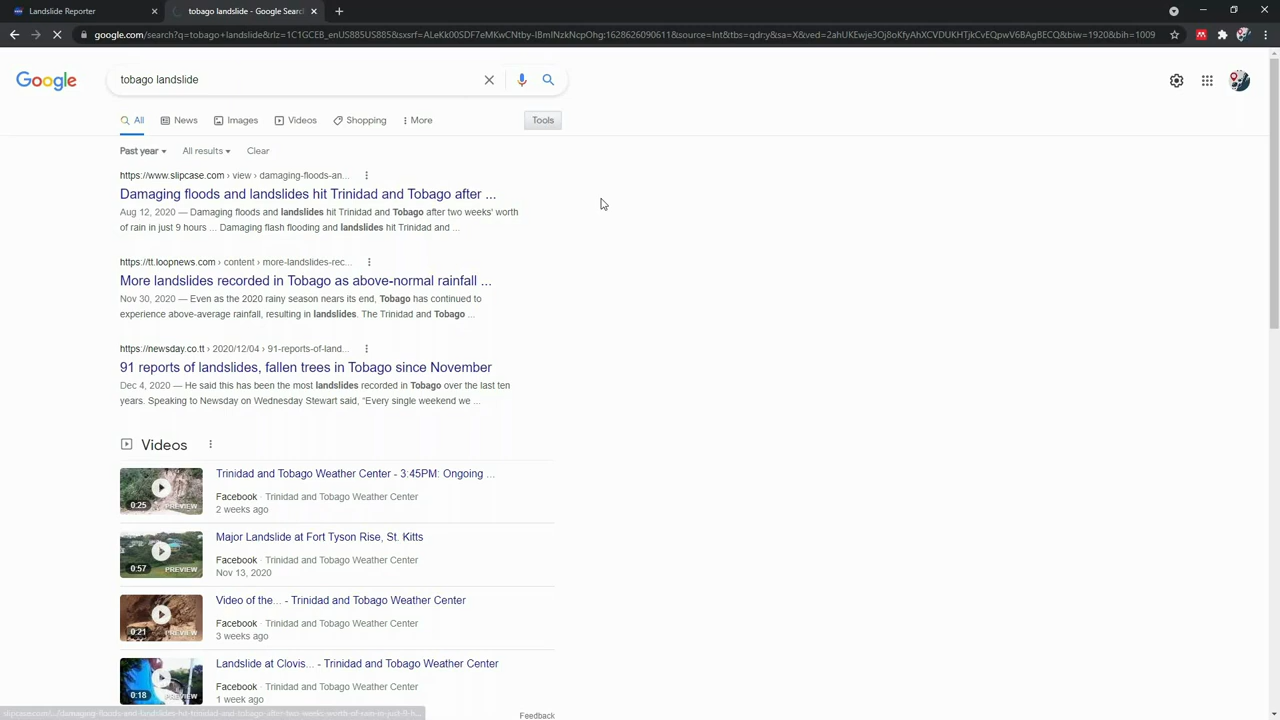 Landslide Reporter
tobago landslide - Google Sear
google.com/search?q=tobago+landslide&rlz=1C1GCEB_enUS885US885&sxsrf=ALeKk00SDF7eMKwCNtby-IBmINzkNcpOhg:1628626090611&source=lnt&tbs=qdr:y&sa=X&ved=2ahUKEwje3Oj8oKfyAhXCVDUKHTjkCvEQpwV6BAgBECQ&biw=1920&bih=1009
Google
tobago landslide
All
News
Images
Videos
Shopping
More
Tools
Past year
All results
Clear
https://www.slipcase.com › view › damaging-floods-an...
Damaging floods and landslides hit Trinidad and Tobago after ...
Aug 12, 2020 — Damaging floods and landslides hit Trinidad and Tobago after two weeks' worth
of rain in just 9 hours ... Damaging flash flooding and landslides hit Trinidad and ...
https://tt.loopnews.com › content › more-landslides-rec...
More landslides recorded in Tobago as above-normal rainfall ...
Nov 30, 2020 — Even as the 2020 rainy season nears its end, Tobago has continued to
experience above-average rainfall, resulting in landslides. The Trinidad and Tobago ...
https://newsday.co.tt › 2020/12/04 › 91-reports-of-land...
91 reports of landslides, fallen trees in Tobago since November
Dec 4, 2020 — He said this has been the most landslides recorded in Tobago over the last ten
years. Speaking to Newsday on Wednesday Stewart said, “Every single weekend we ...
Videos
Trinidad and Tobago Weather Center - 3:45PM: Ongoing ...
Facebook · Trinidad and Tobago Weather Center
2 weeks ago
0:25 PREVIEW
Major Landslide at Fort Tyson Rise, St. Kitts
Facebook · Trinidad and Tobago Weather Center
Nov 13, 2020
0:57 PREVIEW
Video of the... - Trinidad and Tobago Weather Center
Facebook · Trinidad and Tobago Weather Center
3 weeks ago
0:21 PREVIEW
Landslide at Clovis... - Trinidad and Tobago Weather Center
Facebook · Trinidad and Tobago Weather Center
1 week ago
0:18 PREVIEW
Feedback